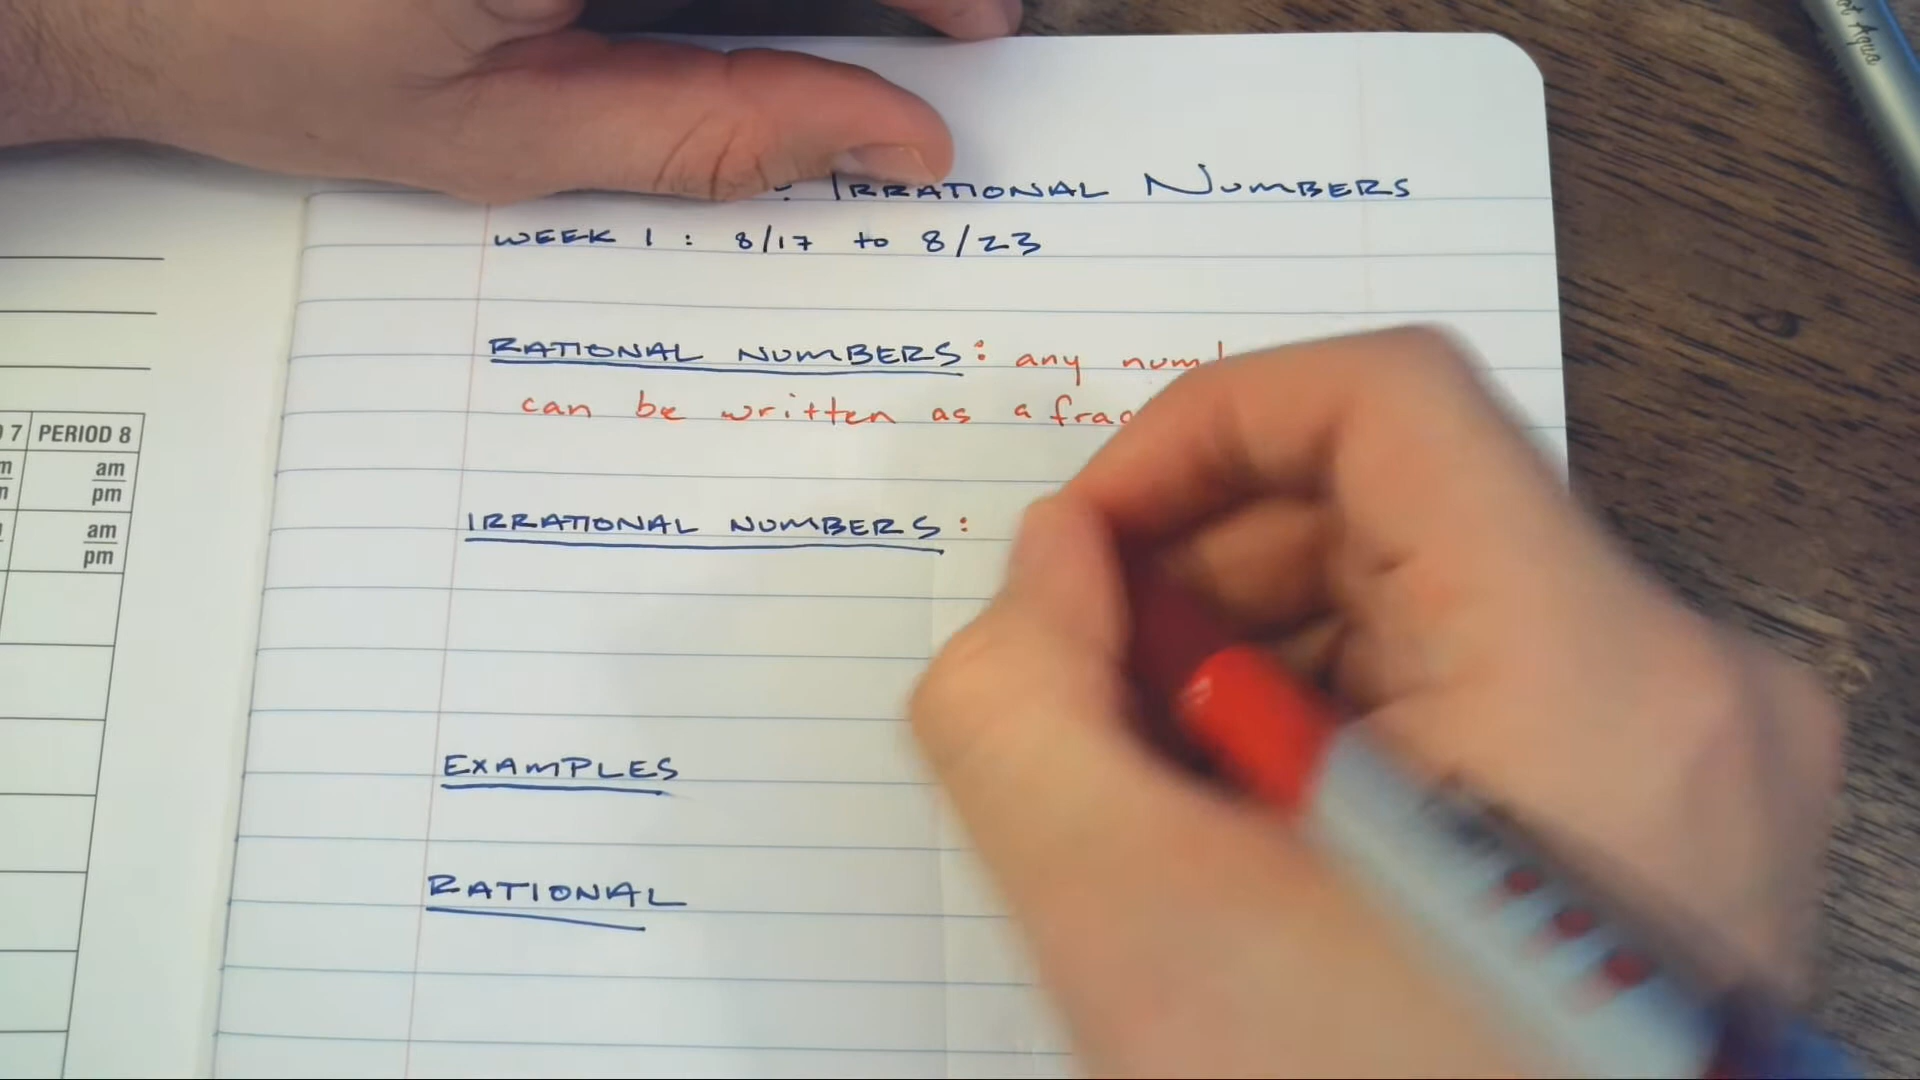 : IRRATIONAL NUMBERS
WEEK 1 : 8/17 to 8/23
RATIONAL NUMBERS: any
can be written as a
IRRATIONAL NUMBERS:
EXAMPLES
RATIONAL
7 PERIOD 8
am
pm
am
pm